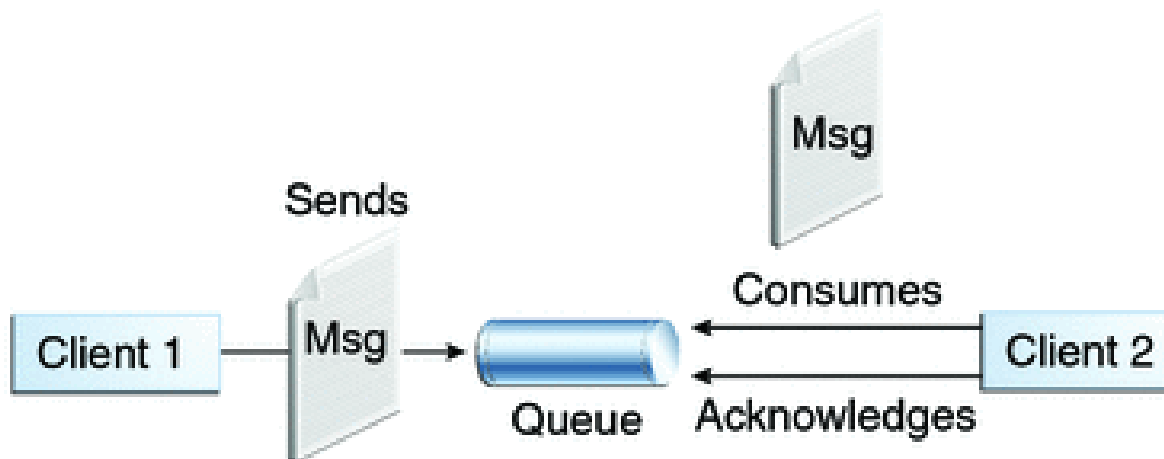 Msg
Sends
Consumes
Client 1
Msg
Client 2
Queue
Acknowledges